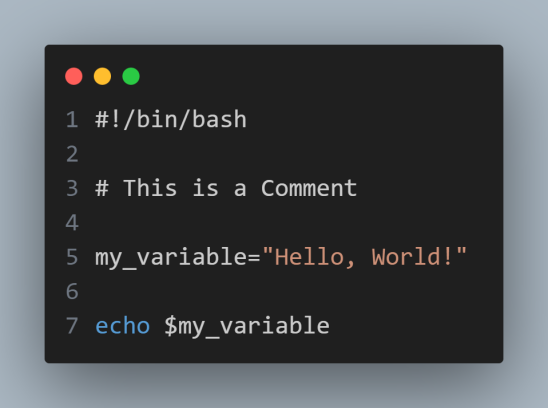 1 #!/bin/bash
2
3 # This is a Comment
4
5 my_variable="Hello, World!"
6
7 echo $my_variable